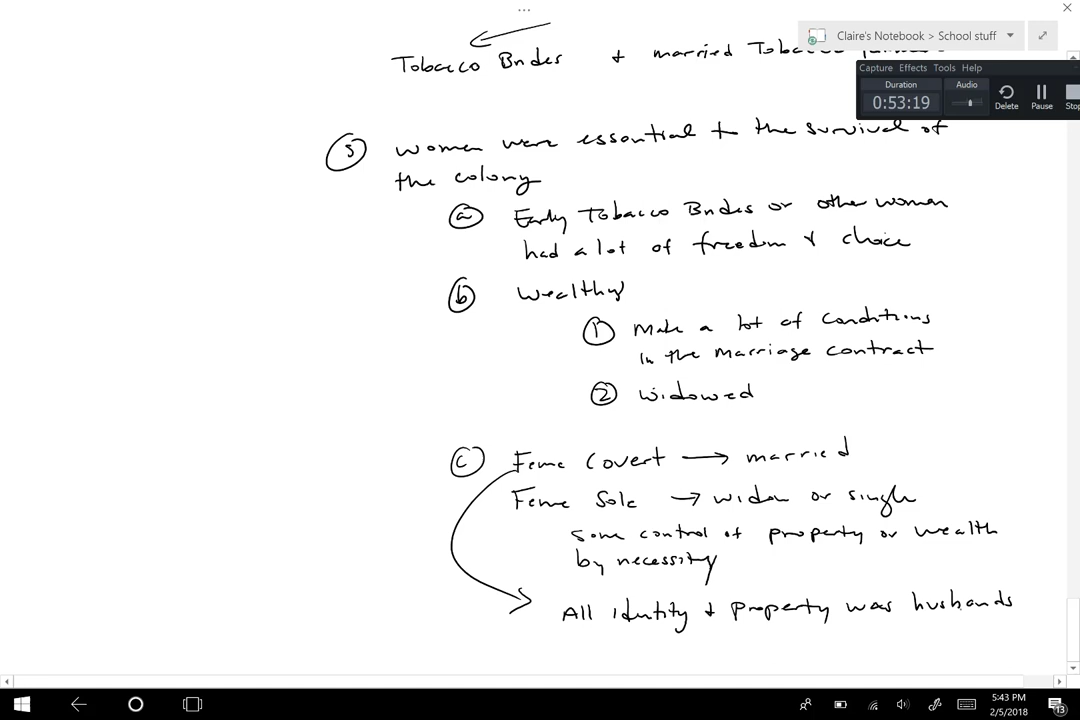 Claire's Notebook > School stuff
Tobacco Brides + married Tobacco
Capture Effects Tools Help
Duration
Audio
0:53:19
Delete
Pause
Stop
5 women were essential to the survival of
the colony
a Early Tobacco Brides or other women
had a lot of freedom & choice
b Wealthy
1 Make a lot of conditions
in the marriage contract
2 Widowed
c Feme Covert → married
Feme Sole → widow or single
some control of property or wealth
by necessity
All identity + property was husbands
5:43 PM
2/5/2018
13